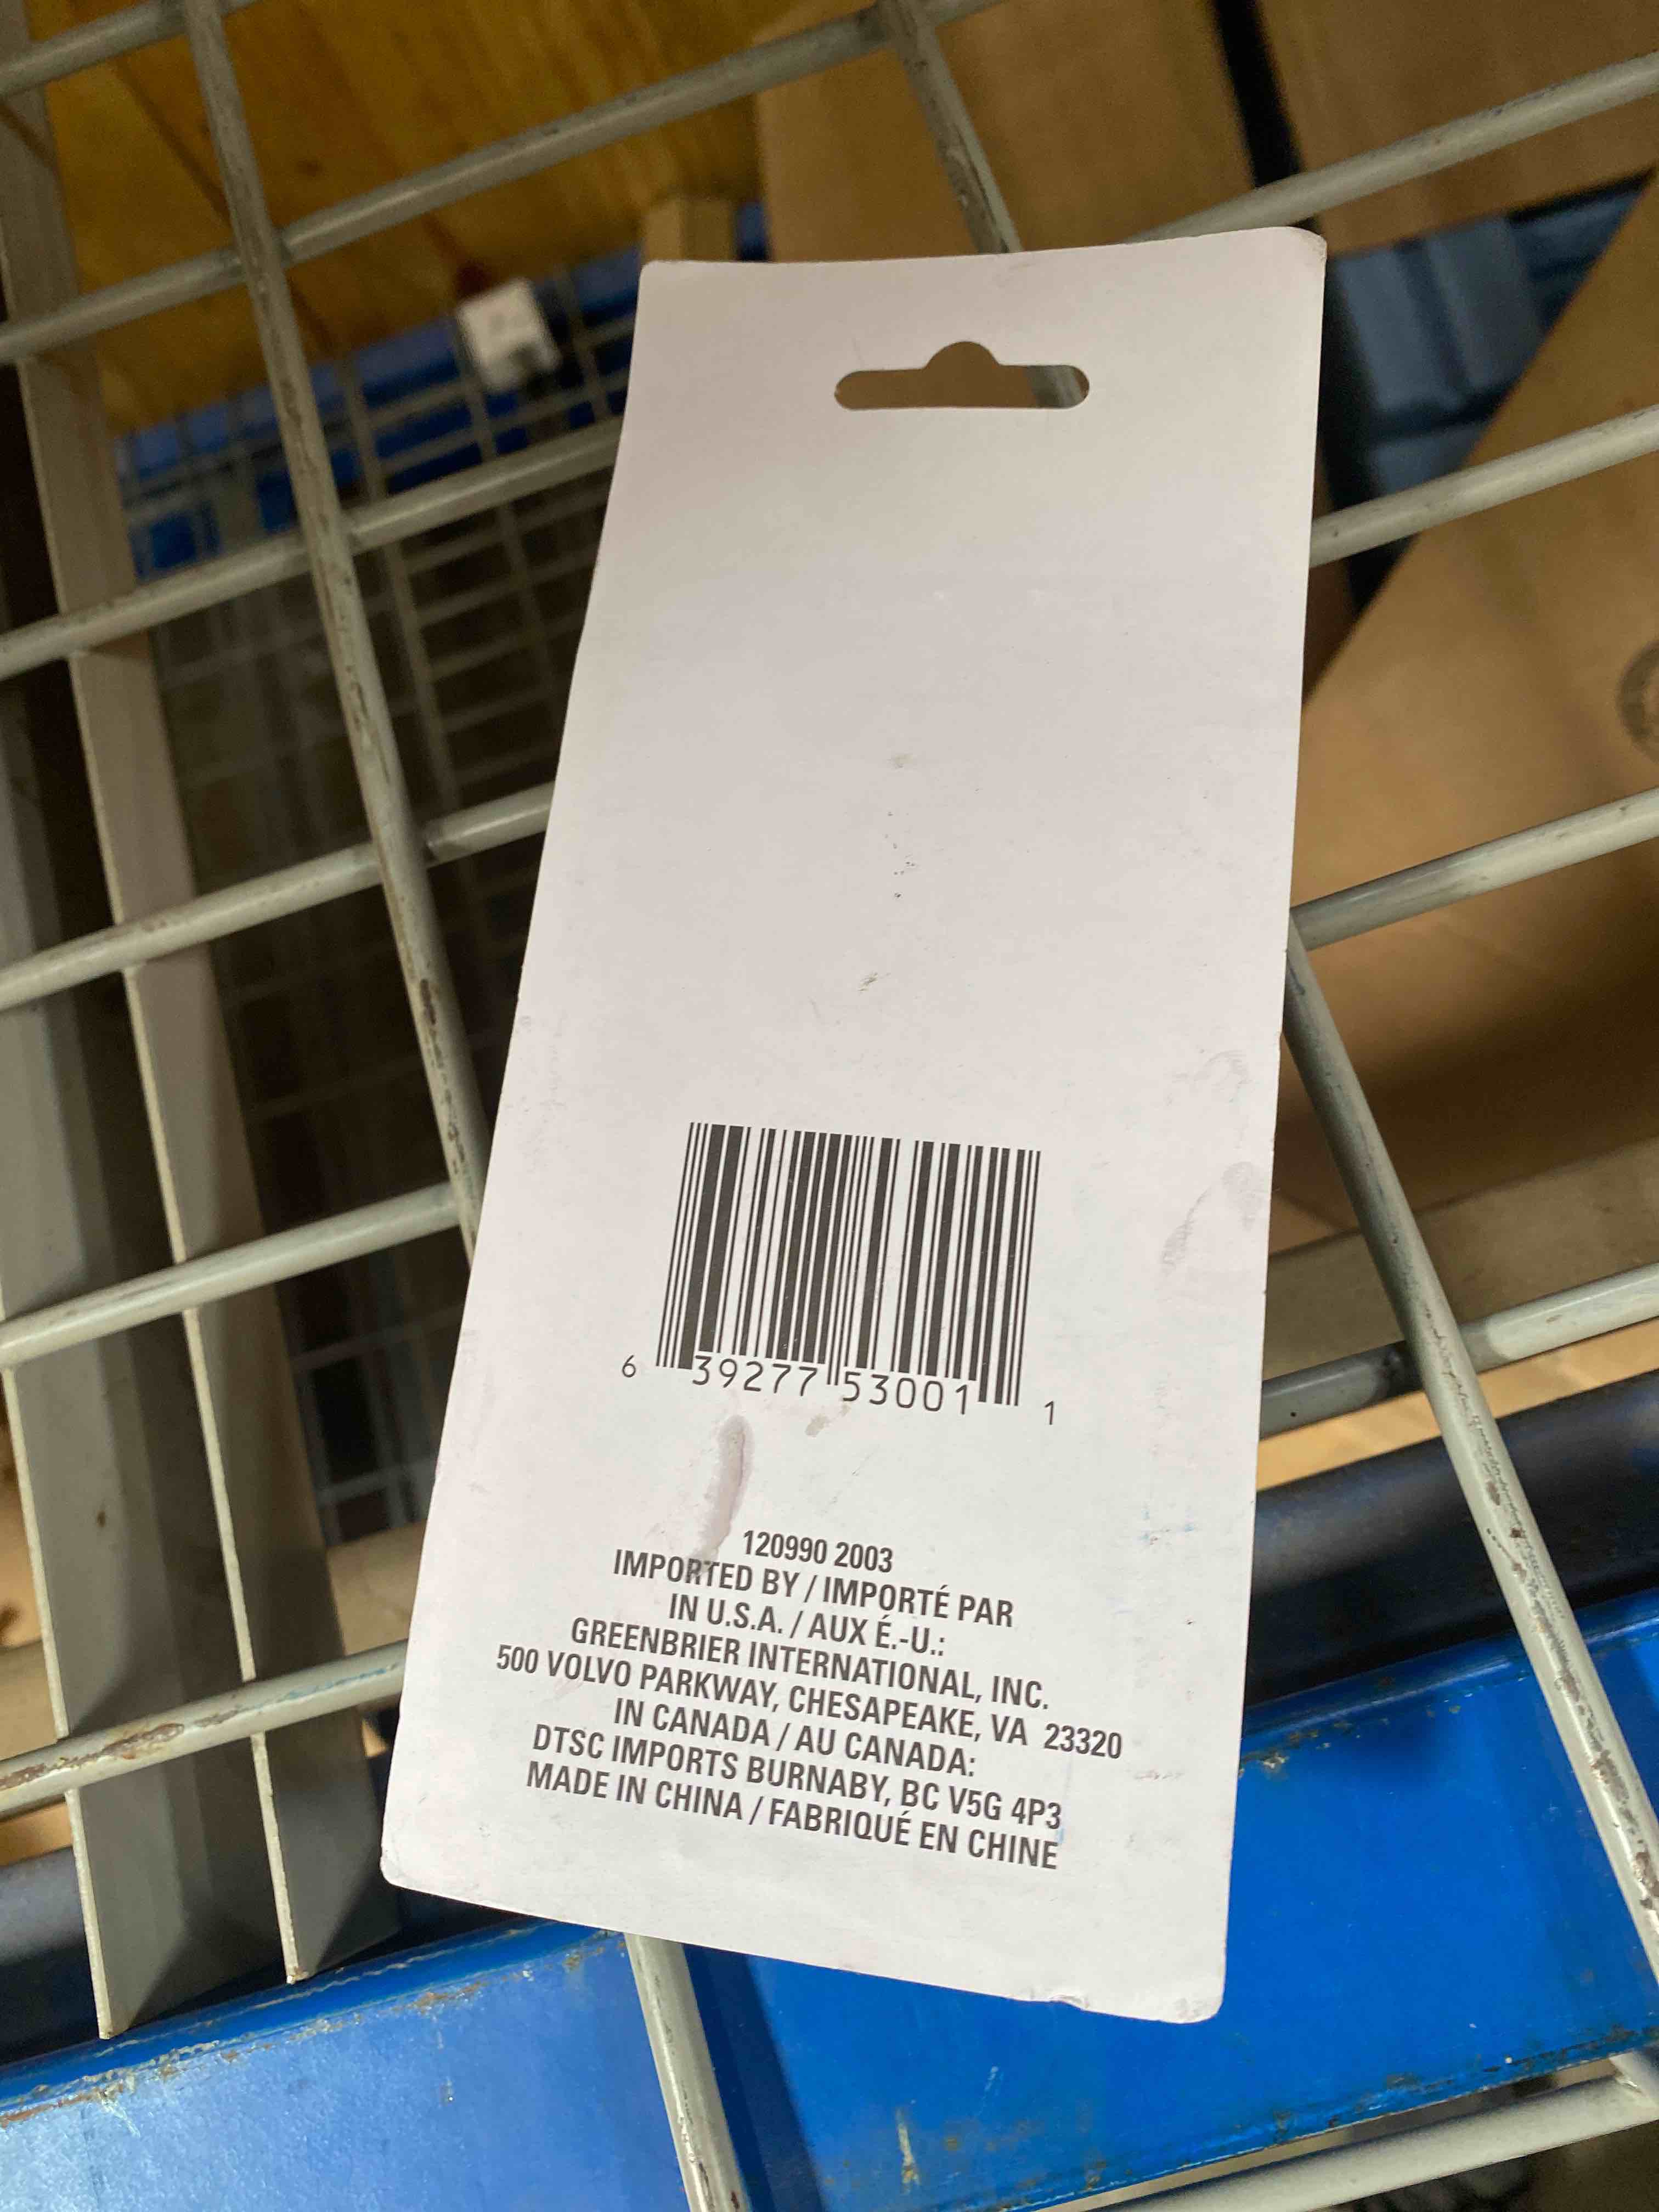 6 39277 53001 1
120990 2003
IMPORTED BY / IMPORTÉ PAR
IN U.S.A. / AUX É.-U.:
GREENBRIER INTERNATIONAL, INC.
500 VOLVO PARKWAY, CHESAPEAKE, VA 23320
IN CANADA / AU CANADA:
DTSC IMPORTS BURNABY, BC V5G 4P3
MADE IN CHINA / FABRIQUÉ EN CHINE